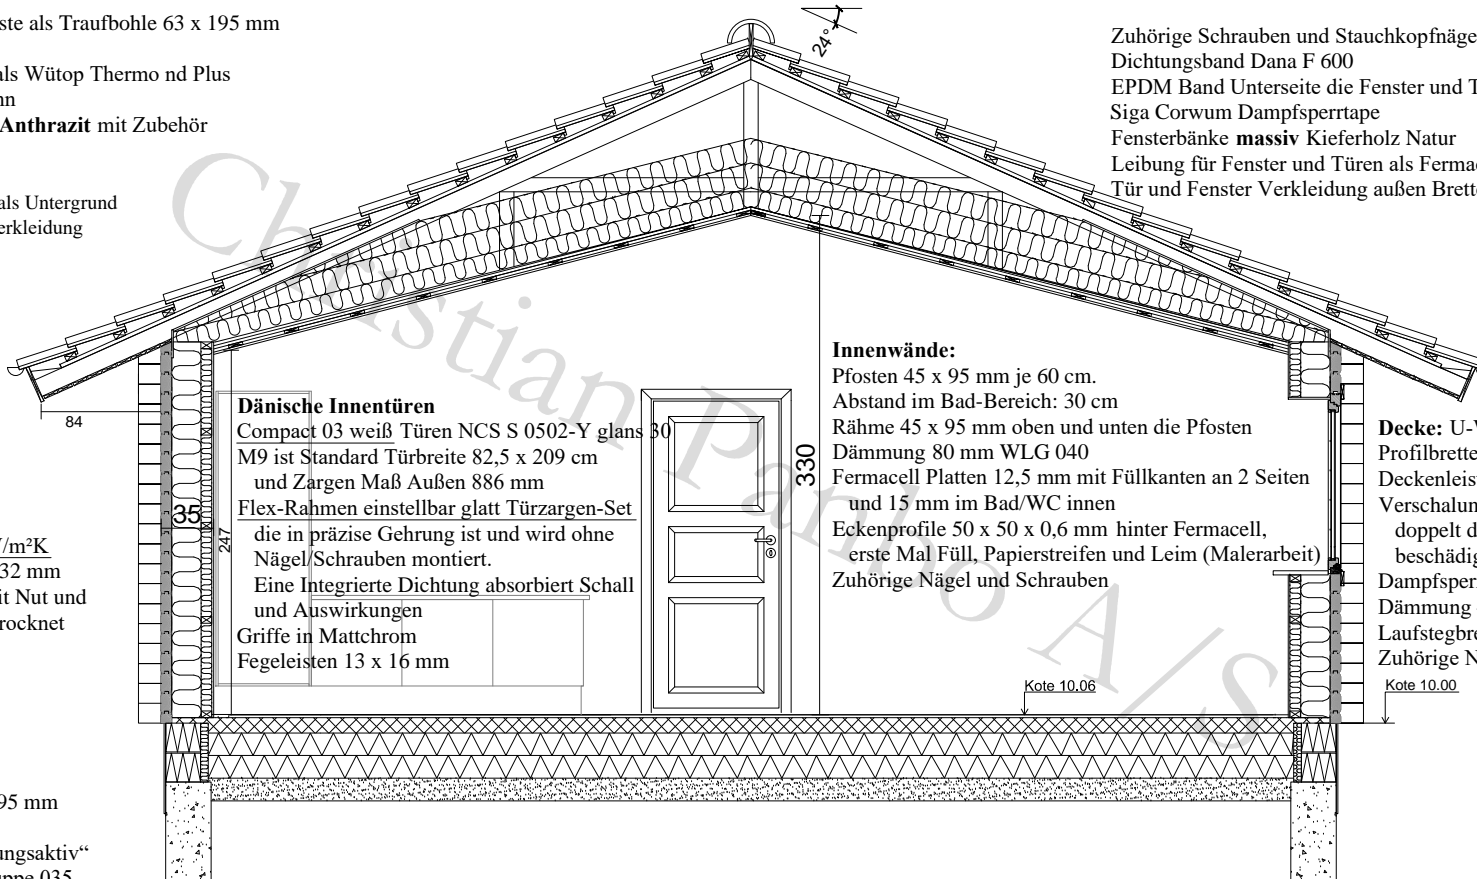 ste als Traufbohle 63 x 195 mm
als Wütop Thermo nd Plus
nn
Anthrazit mit Zubehör
als Untergrund
erkleidung
24°
Zuhörige Schrauben und Stauchkopfnäge
Dichtungsband Dana F 600
EPDM Band Unterseite die Fenster und T
Siga Corwum Dampfsperrtape
Fensterbänke massiv Kieferholz Natur
Leibung für Fenster und Türen als Fermac
Tür und Fenster Verkleidung außen Brette
84
35
247
/m²K
32 mm
it Nut und
rocknet
Dänische Innentüren
Compact 03 weiß Türen NCS S 0502-Y glans 30
M9 ist Standard Türbreite 82,5 x 209 cm
und Zargen Maß Außen 886 mm
Flex-Rahmen einstellbar glatt Türzargen-Set
die in präzise Gehrung ist und wird ohne
Nägel/Schrauben montiert.
Eine Integrierte Dichtung absorbiert Schall
und Auswirkungen
Griffe in Mattchrom
Fegeleisten 13 x 16 mm
330
Innenwände:
Pfosten 45 x 95 mm je 60 cm.
Abstand im Bad-Bereich: 30 cm
Rähme 45 x 95 mm oben und unten die Pfosten
Dämmung 80 mm WLG 040
Fermacell Platten 12,5 mm mit Füllkanten an 2 Seiten
und 15 mm im Bad/WC innen
Eckenprofile 50 x 50 x 0,6 mm hinter Fermacell,
erste Mal Füll, Papierstreifen und Leim (Malerarbeit)
Zuhörige Nägel und Schrauben
Decke: U-W
Profilbrette
Deckenleis
Verschalun
doppelt d
beschädig
Dampfsper
Dämmung
Laufstegbre
Zuhörige N
Kote 10.06
Kote 10.00
95 mm
ungsaktiv“
uppe 035
Christian Panbo A/S